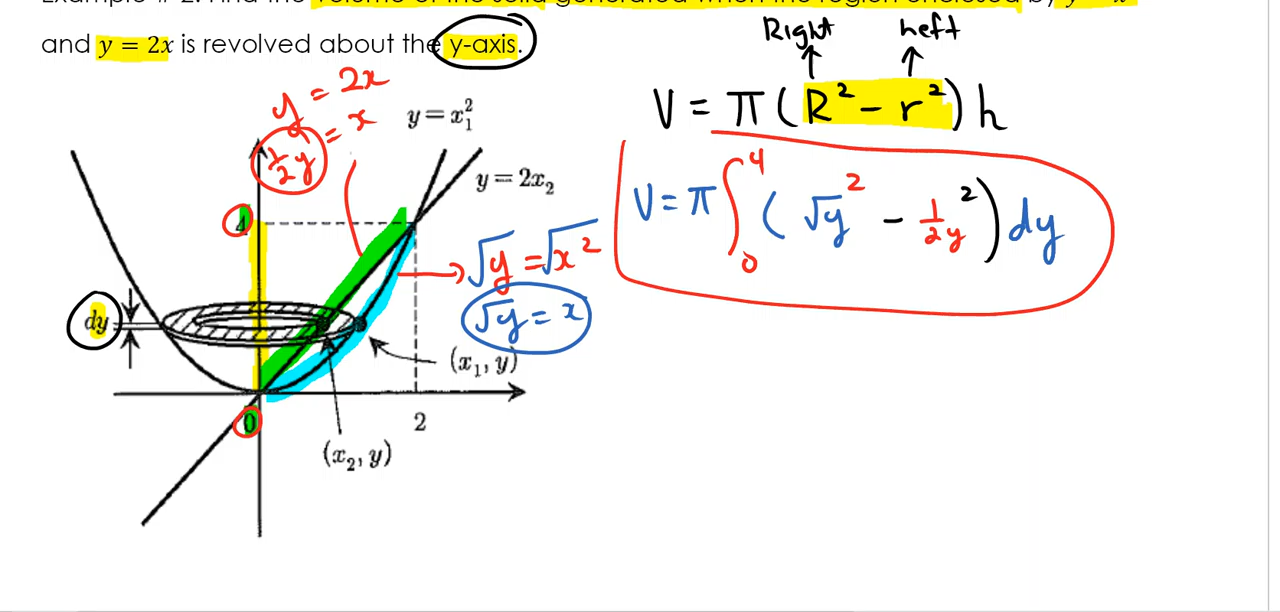 and y = 2x is revolved about the y-axis.
Right
Left
V = π(R² − r²)h
y = 2x
½y = x
y = x₁²
y = 2x₂
V = π∫₀⁴(√y² − ½y²)dy
4
√y = √x²
√y = x
dy
(x₁, y)
0
2
(x₂, y)